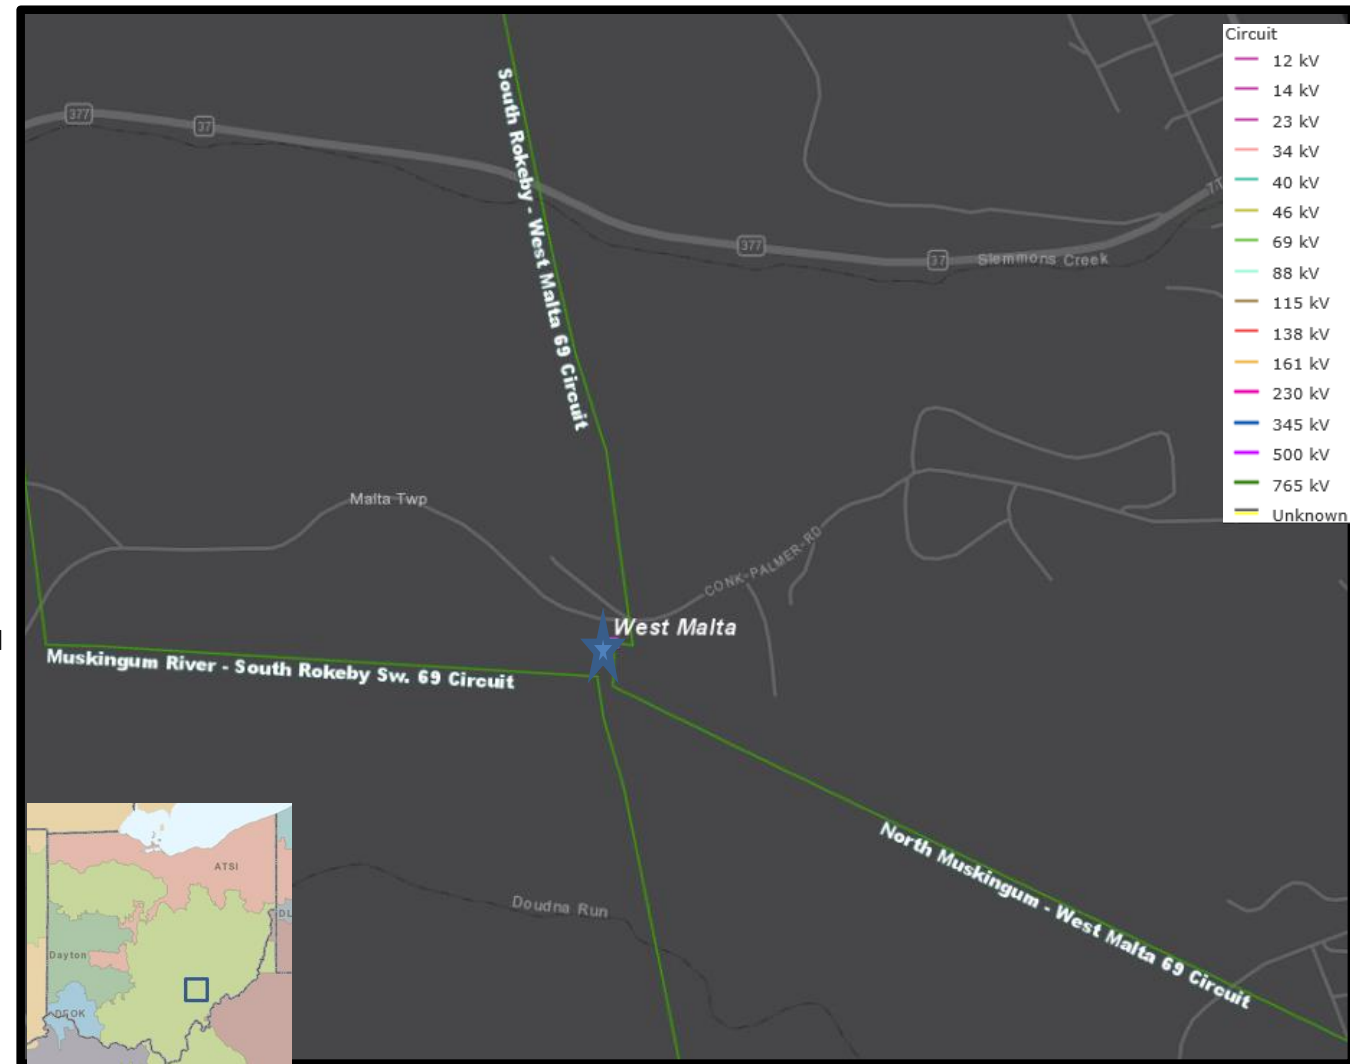 Circuit
12 kV
14 kV
23 kV
34 kV
40 kV
46 kV
69 kV
88 kV
115 kV
138 kV
161 kV
230 kV
345 kV
500 kV
765 kV
Unknown
377
37
South Rokeby - West Malta 69 Circuit
377
37
Slemmons Creek
Malta Twp
CONK-PALMER-RD
West Malta
Muskingum River - South Rokeby Sw. 69 Circuit
North Muskingum - West Malta 69 Circuit
Doudna Run
ATSI
DL
Dayton